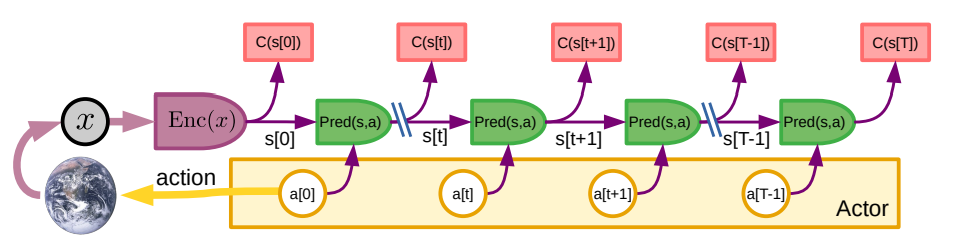 C(s[0])
C(s[t])
C(s[t+1])
C(s[T-1])
C(s[T])
x
Enc(x)
Pred(s,a)
Pred(s,a)
Pred(s,a)
Pred(s,a)
s[0]
s[t]
s[t+1]
s[T-1]
action
a[0]
a[t]
a[t+1]
a[T-1]
Actor